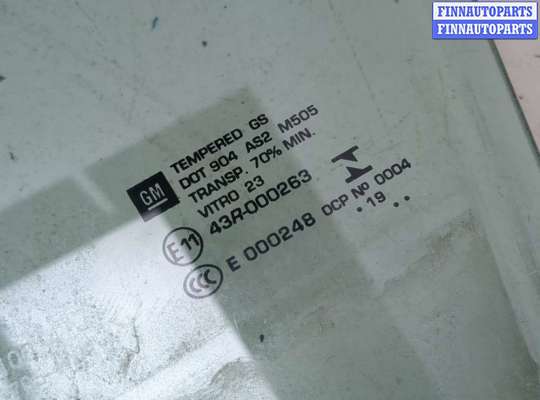 FINNAUTOPARTS
FINNAUTOPARTS
TEMPERED GS
DOT 904 AS2 M505
TRANSP. 70% MIN.
VITRO 23
GM
E11 43R-000263
CCC E 000248 OCP Nº 0004
.19 ..